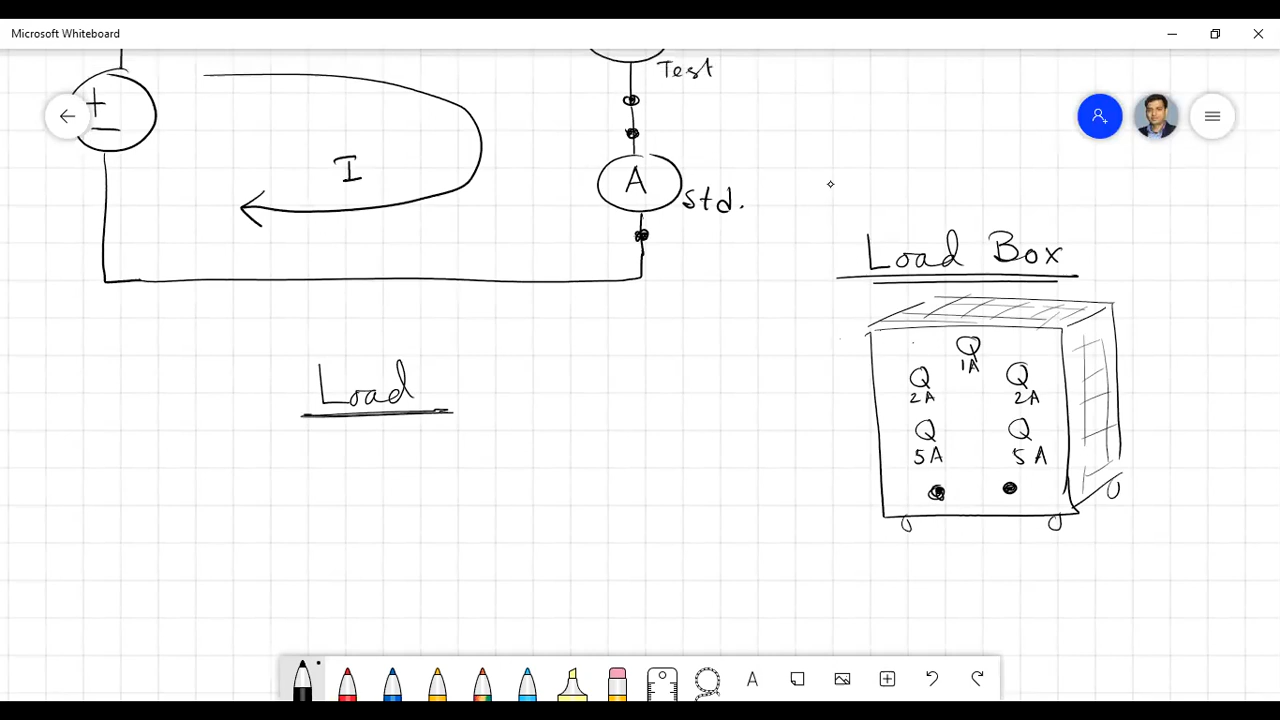 Microsoft Whiteboard
Test
+
−
I
A
Std.
Load Box
1A
2A 2A
5A 5A
Load
A